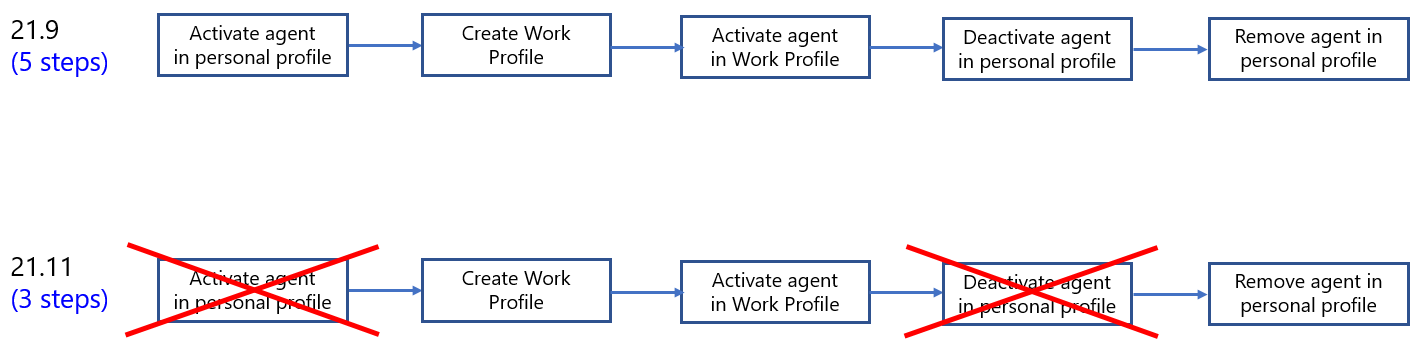 21.9
(5 steps)
Activate agent
in personal profile
Create Work
Profile
Activate agent
in Work Profile
Deactivate agent
in personal profile
Remove agent in
personal profile
21.11
(3 steps)
Activate agent
in personal profile
Create Work
Profile
Activate agent
in Work Profile
Deactivate agent
in personal profile
Remove agent in
personal profile